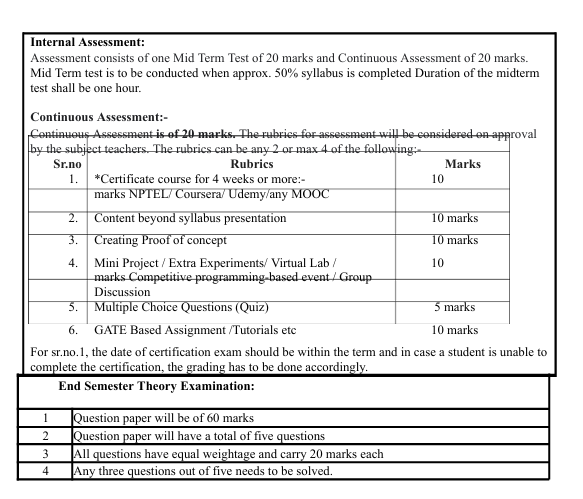 Internal Assessment:
Assessment consists of one Mid Term Test of 20 marks and Continuous Assessment of 20 marks.
Mid Term test is to be conducted when approx. 50% syllabus is completed Duration of the midterm
test shall be one hour.
Continuous Assessment:-
Continuous Assessment is of 20 marks. The rubrics for assessment will be considered on approval
by the subject teachers. The rubrics can be any 2 or max 4 of the following:-
Sr.no Rubrics Marks
1. *Certificate course for 4 weeks or more:- 10
marks NPTEL/ Coursera/ Udemy/any MOOC
2. Content beyond syllabus presentation 10 marks
3. Creating Proof of concept 10 marks
4. Mini Project / Extra Experiments/ Virtual Lab / 10
marks Competitive programming-based event / Group
Discussion
5. Multiple Choice Questions (Quiz) 5 marks
6. GATE Based Assignment /Tutorials etc 10 marks
For sr.no.1, the date of certification exam should be within the term and in case a student is unable to
complete the certification, the grading has to be done accordingly.
End Semester Theory Examination:
1 Question paper will be of 60 marks
2 Question paper will have a total of five questions
3 All questions have equal weightage and carry 20 marks each
4 Any three questions out of five needs to be solved.